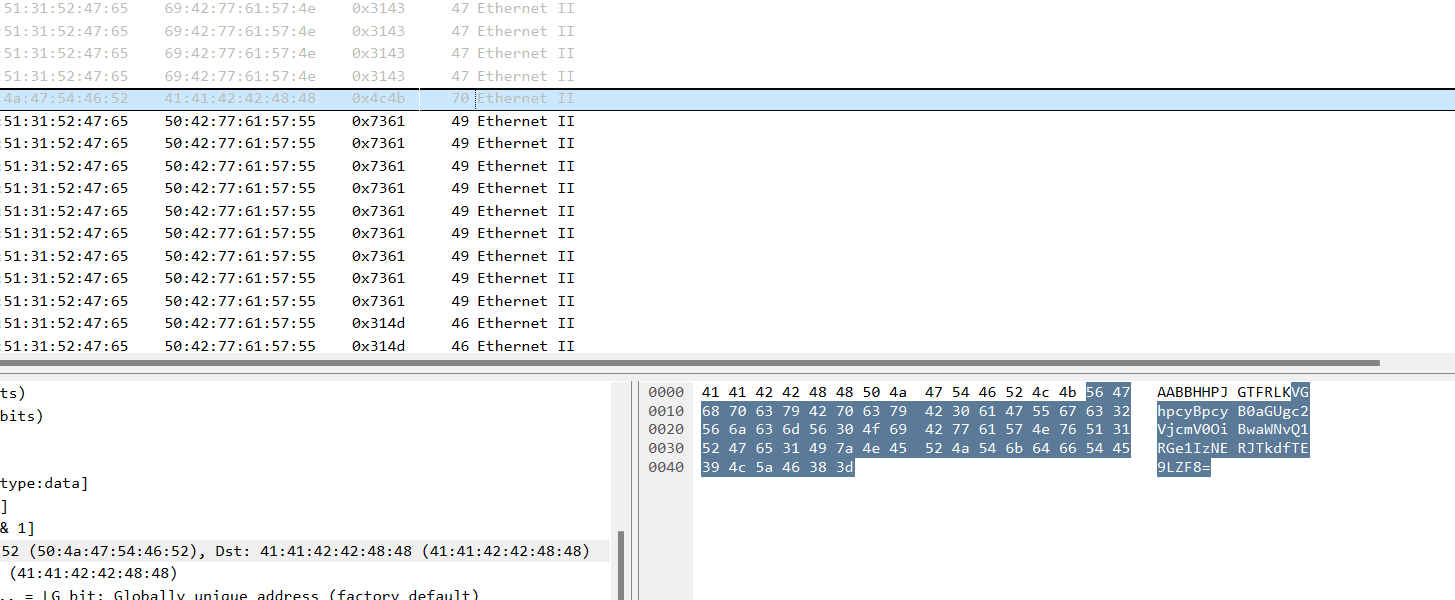 :51:31:52:47:65 69:42:77:61:57:4e 0x3143 47 Ethernet II
:51:31:52:47:65 69:42:77:61:57:4e 0x3143 47 Ethernet II
:51:31:52:47:65 69:42:77:61:57:4e 0x3143 47 Ethernet II
:51:31:52:47:65 69:42:77:61:57:4e 0x3143 47 Ethernet II
:4a:47:54:46:52 41:41:42:42:48:48 0x4c4b 70 Ethernet II
:51:31:52:47:65 50:42:77:61:57:55 0x7361 49 Ethernet II
:51:31:52:47:65 50:42:77:61:57:55 0x7361 49 Ethernet II
:51:31:52:47:65 50:42:77:61:57:55 0x7361 49 Ethernet II
:51:31:52:47:65 50:42:77:61:57:55 0x7361 49 Ethernet II
:51:31:52:47:65 50:42:77:61:57:55 0x7361 49 Ethernet II
:51:31:52:47:65 50:42:77:61:57:55 0x7361 49 Ethernet II
:51:31:52:47:65 50:42:77:61:57:55 0x7361 49 Ethernet II
:51:31:52:47:65 50:42:77:61:57:55 0x7361 49 Ethernet II
:51:31:52:47:65 50:42:77:61:57:55 0x7361 49 Ethernet II
:51:31:52:47:65 50:42:77:61:57:55 0x314d 46 Ethernet II
:51:31:52:47:65 50:42:77:61:57:55 0x314d 46 Ethernet II
ts)
bits)
type:data]
]
& 1]
52 (50:4a:47:54:46:52), Dst: 41:41:42:42:48:48 (41:41:42:42:48:48)
(41:41:42:42:48:48)
.. = LG bit: Globally unique address (factory default)
0000 41 41 42 42 48 48 50 4a 47 54 46 52 4c 4b 56 47 AABBHHPJ GTFRLKVG
0010 68 70 63 79 42 70 63 79 42 30 61 47 55 67 63 32 hpcyBpcy B0aGUgc2
0020 56 6a 63 6d 56 30 4f 69 42 77 61 57 4e 76 51 31 VjcmV0Oi BwaWNvQ1
0030 52 47 65 31 49 7a 4e 45 52 4a 54 6b 64 66 54 45 RGe1IzNE RJTkdfTE
0040 39 4c 5a 46 38 3d 9LZF8=